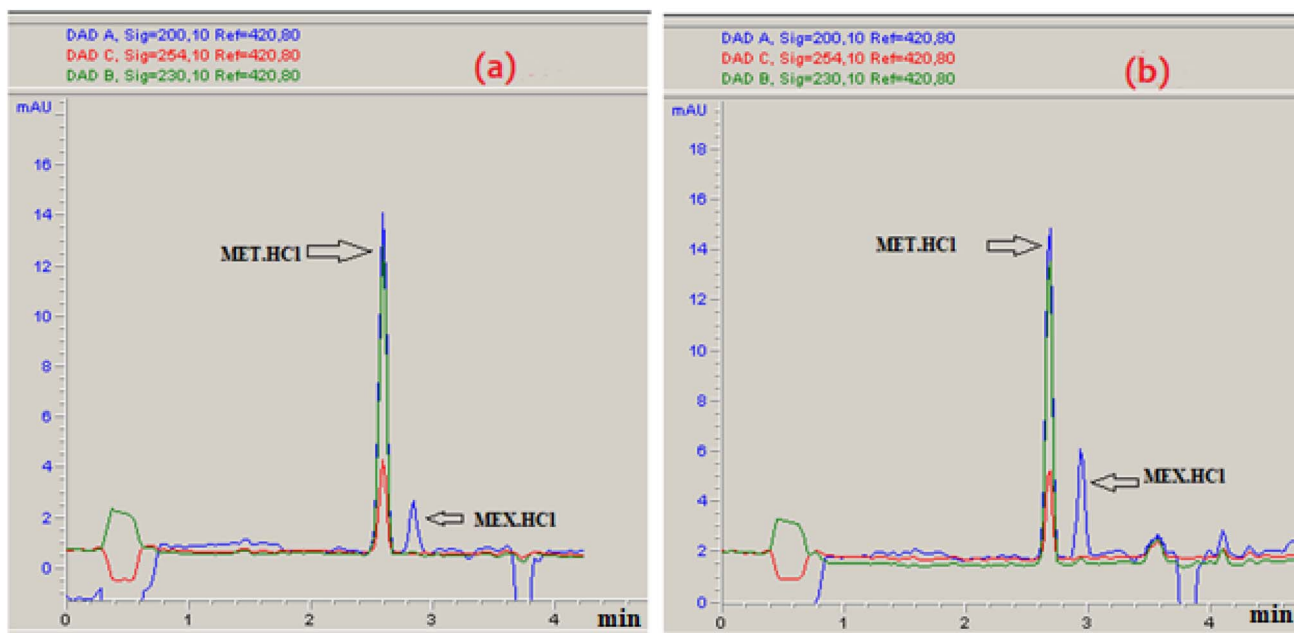 DAD A, Sig=200,10 Ref=420,80
DAD C, Sig=254,10 Ref=420,80
DAD B, Sig=230,10 Ref=420,80
(a)
mAU
16
14
12
10
8
6
4
2
0
MET.HCl
MEX.HCl
0 1 2 3 4 min
DAD A, Sig=200,10 Ref=420,80
DAD C, Sig=254,10 Ref=420,80
DAD B, Sig=230,10 Ref=420,80
(b)
mAU
18
16
14
12
10
8
6
4
2
0
MET.HCl
MEX.HCl
0 1 2 3 4 min